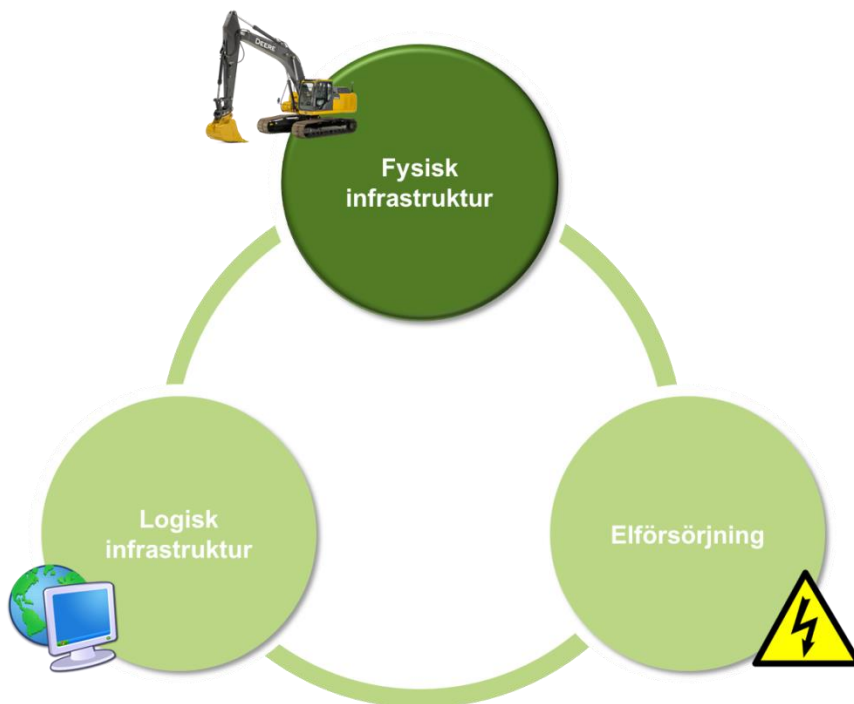 DEERE
Fysisk
infrastruktur
Logisk
infrastruktur
Elförsörjning